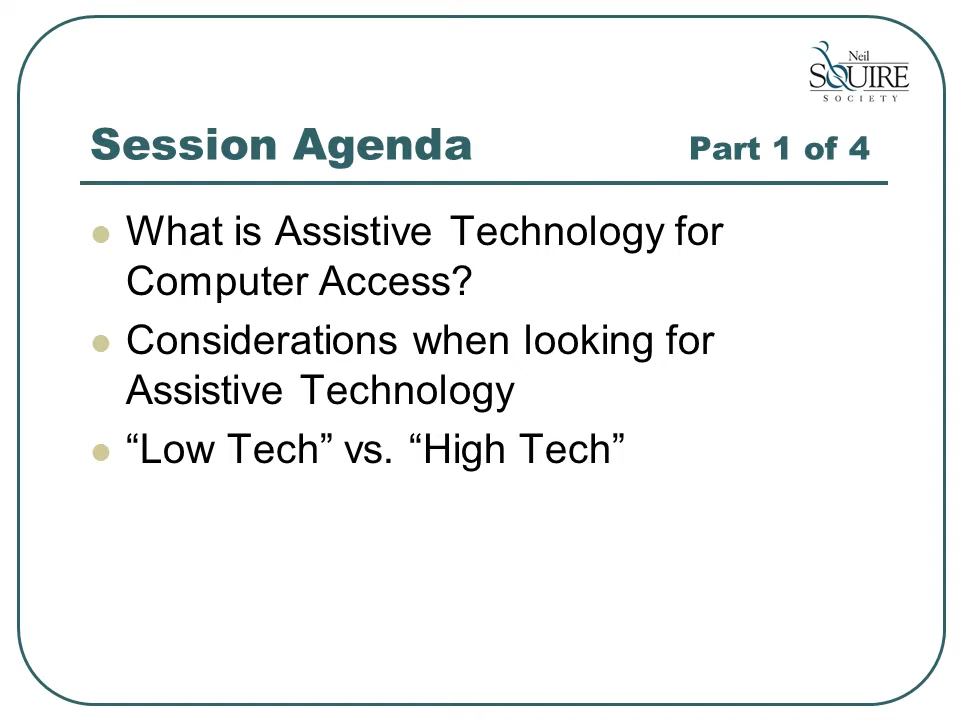 Neil
SQUIRE
SOCIETY
Session Agenda Part 1 of 4
What is Assistive Technology for
Computer Access?
Considerations when looking for
Assistive Technology
“Low Tech” vs. “High Tech”